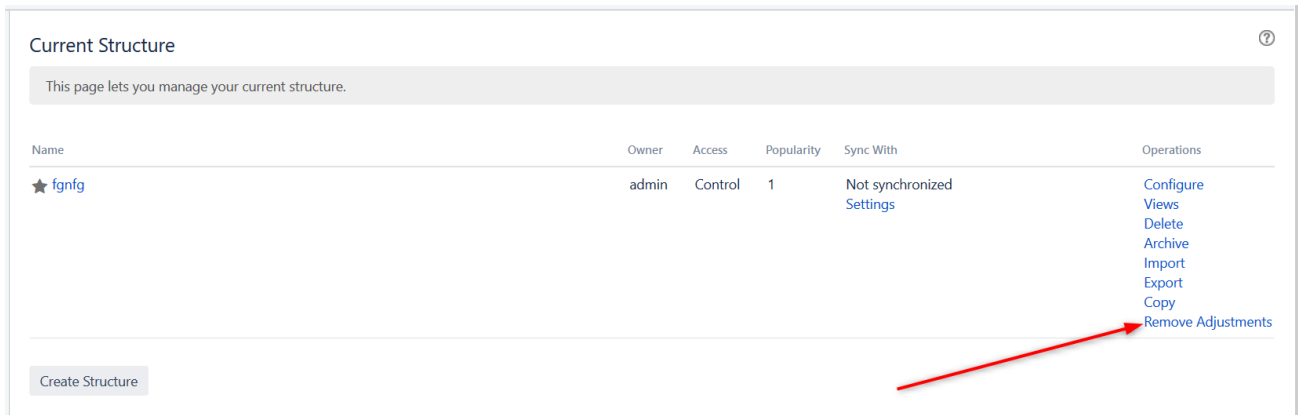 Current Structure
?
This page lets you manage your current structure.
Name Owner Access Popularity Sync With Operations
fgnfg admin Control 1 Not synchronized Configure
Settings Views
Delete
Archive
Import
Export
Copy
Remove Adjustments
Create Structure